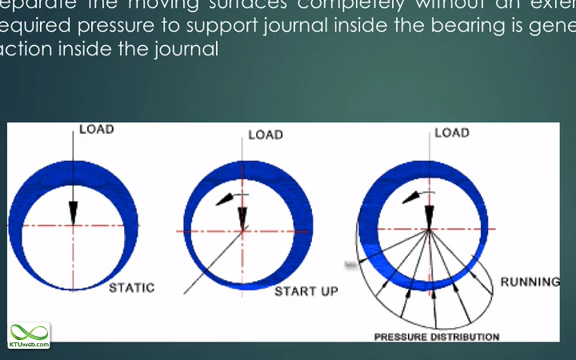 eparate the moving surfaces completely without an exter
equired pressure to support journal inside the bearing is gene
action inside the journal
LOAD
LOAD
LOAD
STATIC
START UP
RUNNING
PRESSURE DISTRIBUTION
KTUweb.com